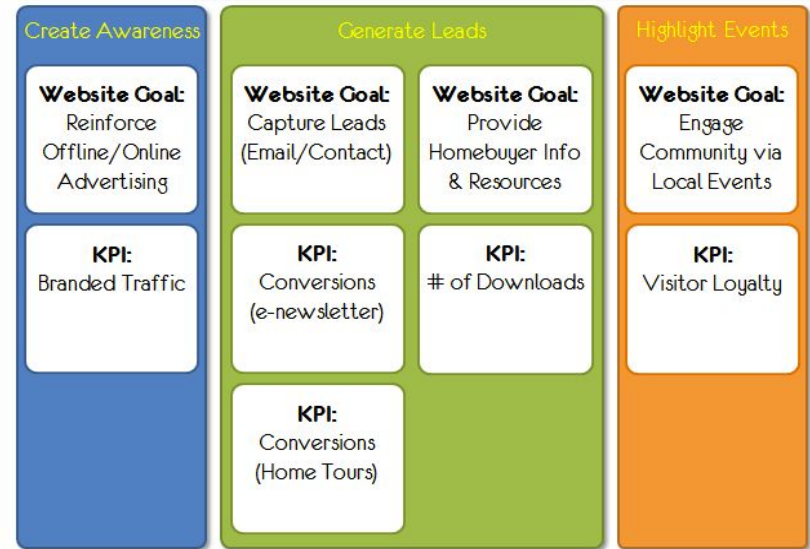 Create Awareness
Website Goal:
Reinforce
Offline/Online
Advertising
KPI:
Branded Traffic
Generate Leads
Website Goal:
Capture Leads
(Email/Contact)
KPI:
Conversions
(e-newsletter)
KPI:
Conversions
(Home Tours)
Website Goal:
Provide
Homebuyer Info
& Resources
KPI:
# of Downloads
Highlight Events
Website Goal:
Engage
Community via
Local Events
KPI:
Visitor Loyalty